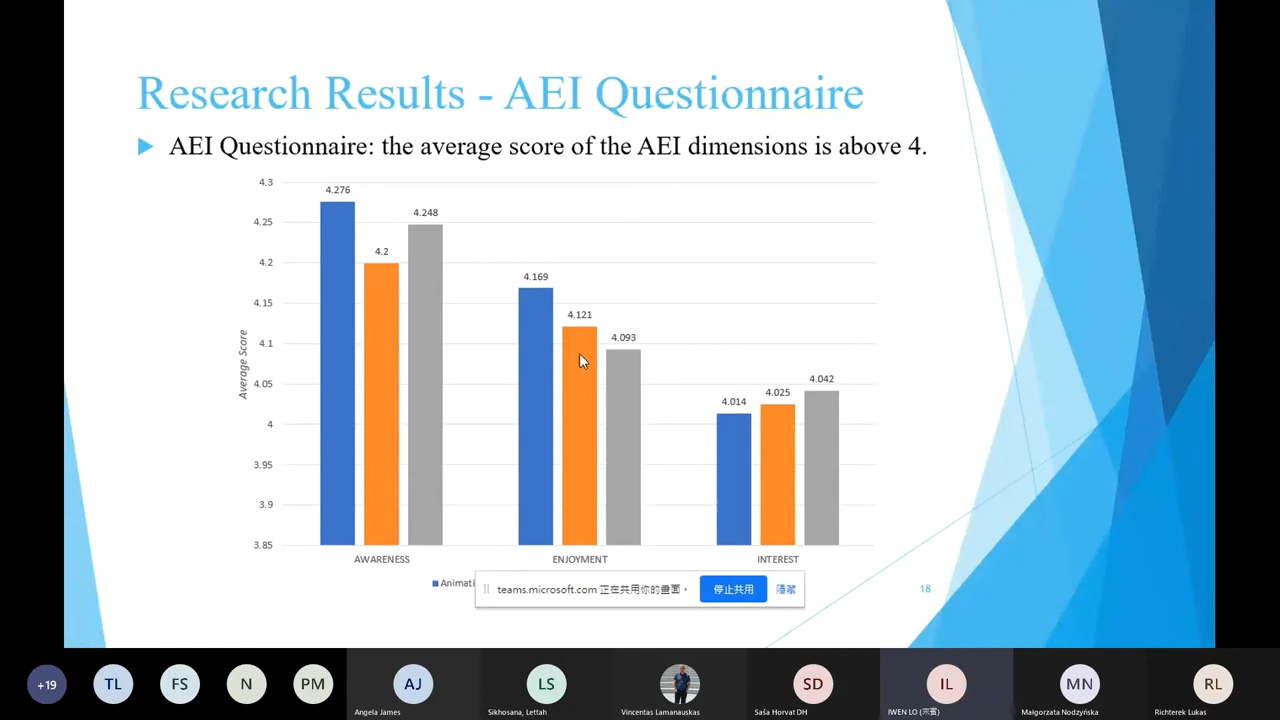 Research Results - AEI Questionnaire
AEI Questionnaire: the average score of the AEI dimensions is above 4.
4.3
4.25
4.2
4.15
4.1
4.05
4
3.95
3.9
3.85
Average Score
4.276
4.2
4.248
4.169
4.121
4.093
4.014
4.025
4.042
AWARENESS
ENJOYMENT
INTEREST
Animati
teams.microsoft.com 正在共用你的畫面。
停止共用
隱藏
18
+19
TL
FS
N
PM
AJ
Angela James
LS
Sikhosana, Lettah
Vincentas Lamanauskas
SD
Saša Horvat DH
IL
MN
Małgorzata Nodzyńska
RL
Richterek Lukas
IWEN LO